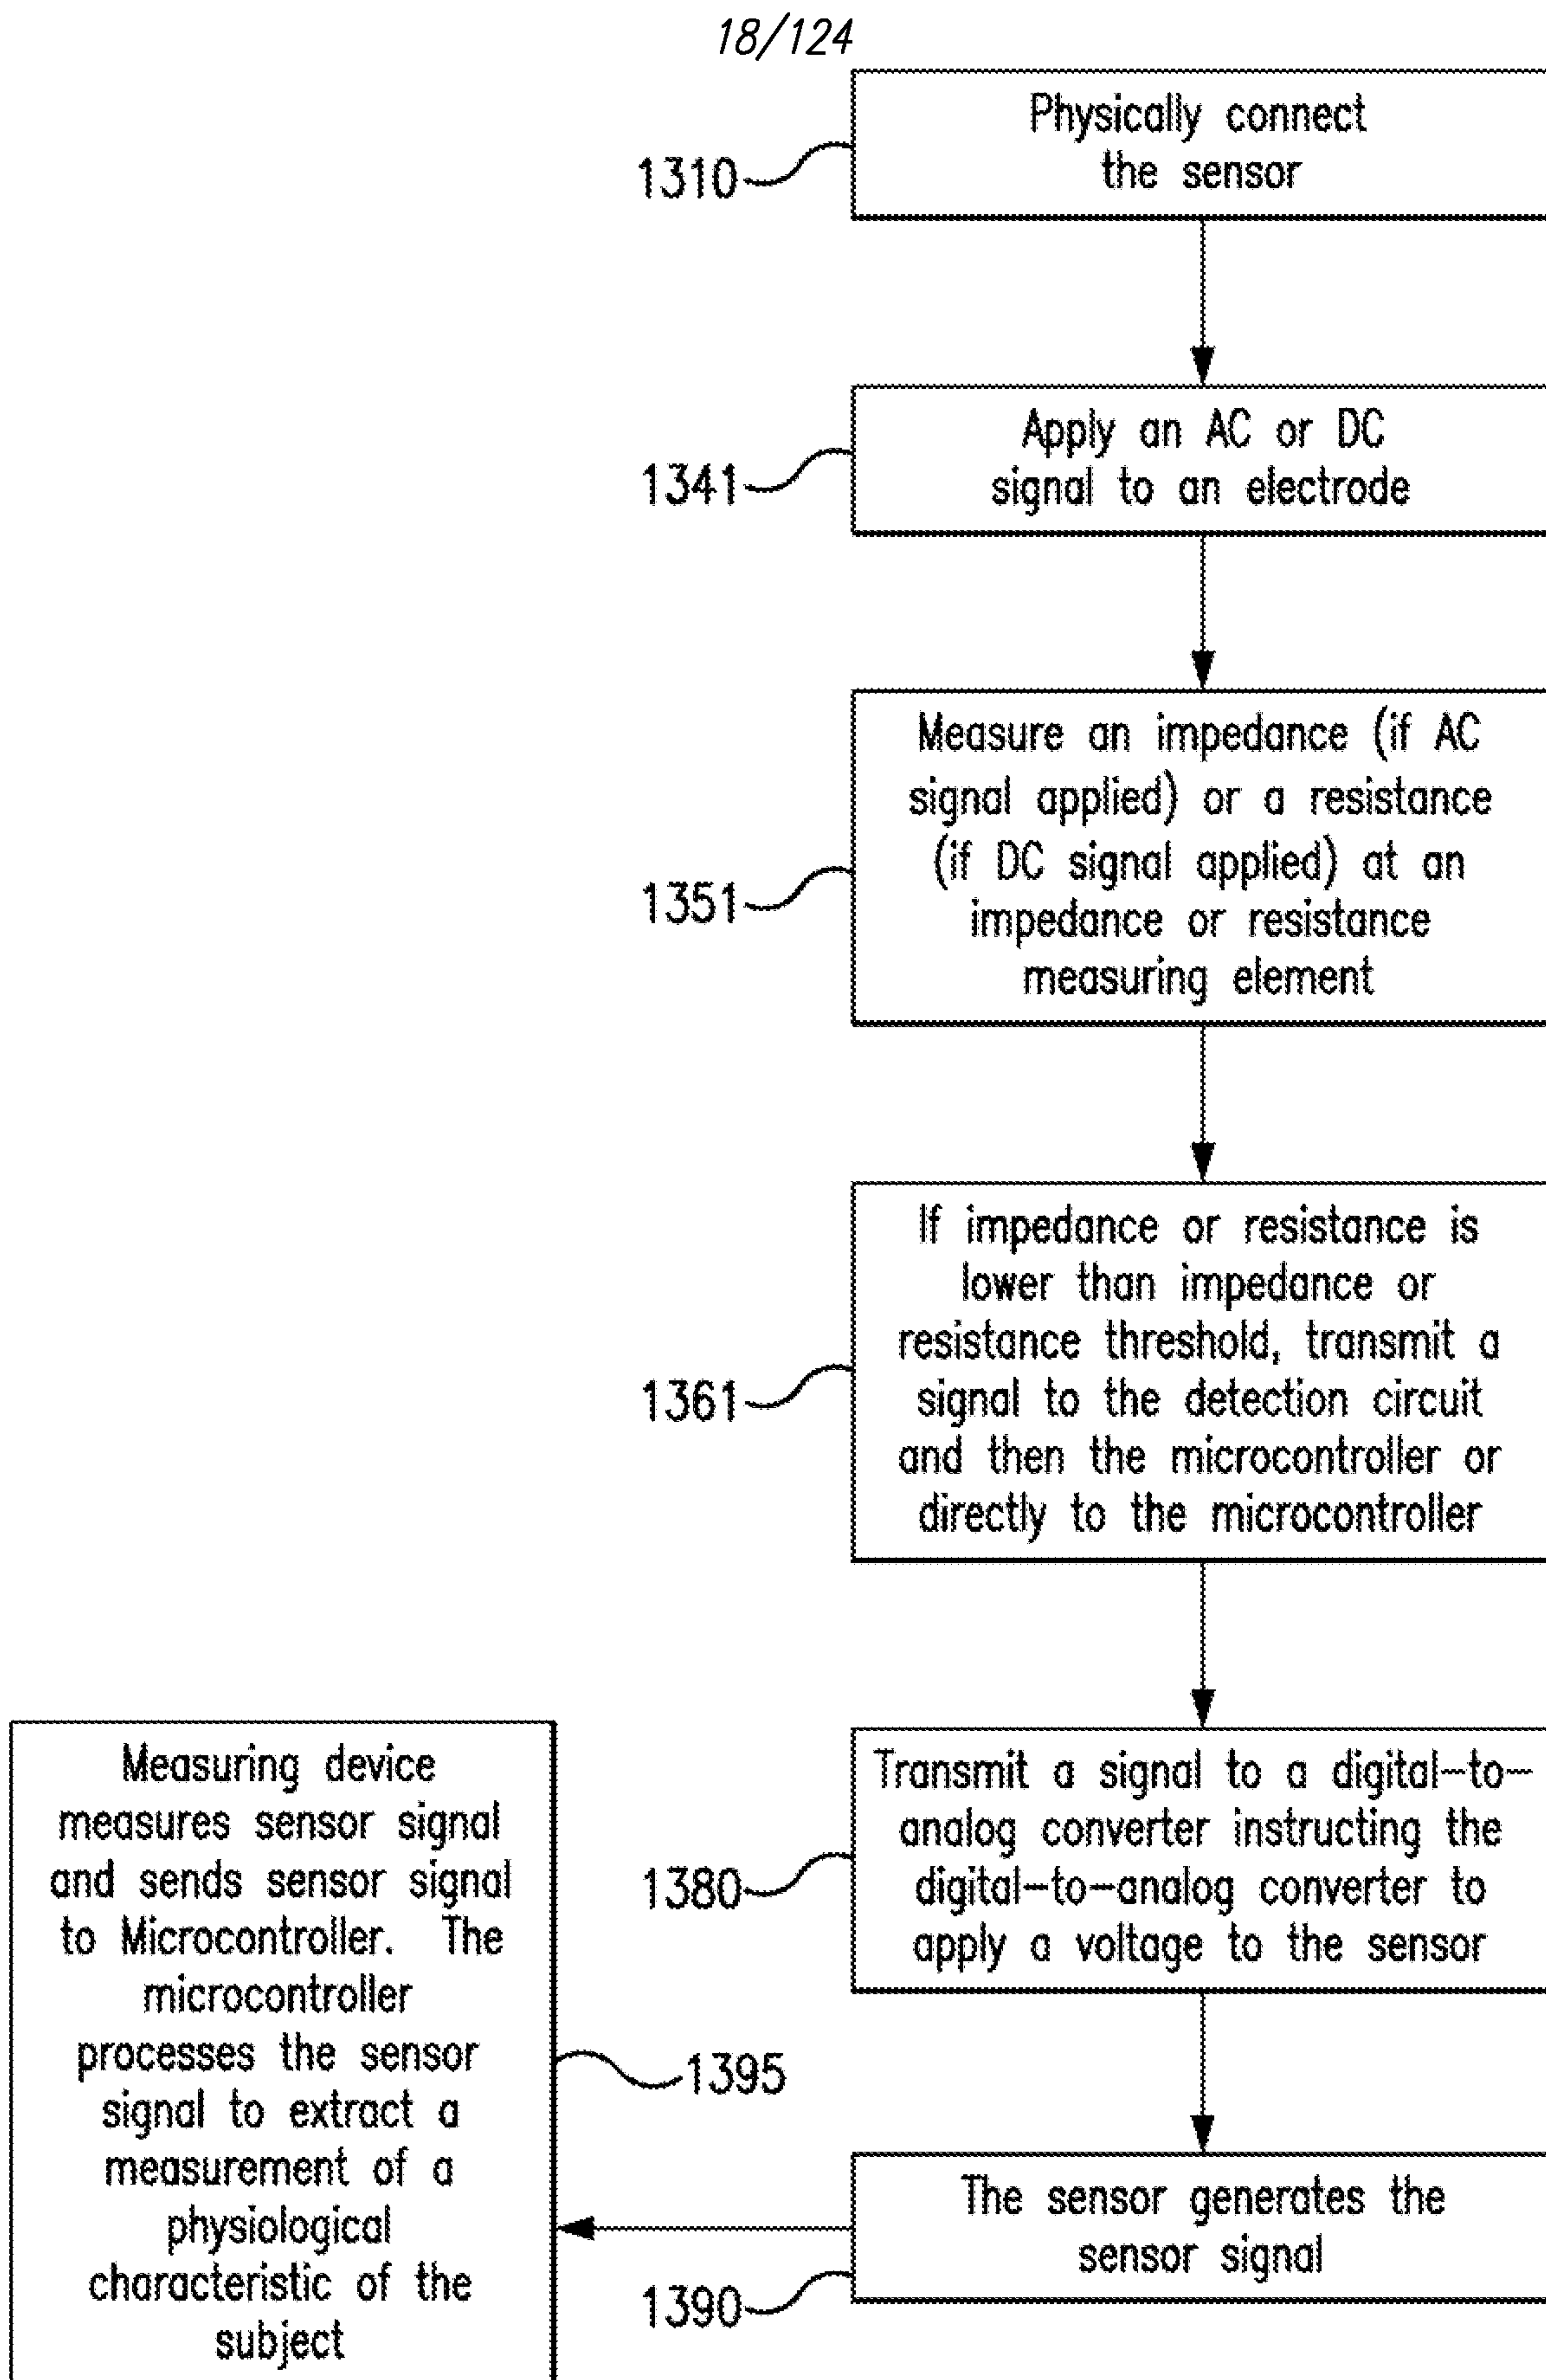 18/124
Physically connect
the sensor
1310
Apply an AC or DC
signal to an electrode
1341
Measure an impedance (if AC
signal applied) or a resistance
(if DC signal applied) at an
impedance or resistance
measuring element
1351
If impedance or resistance is
lower than impedance or
resistance threshold, transmit a
signal to the detection circuit
and then the microcontroller or
directly to the microcontroller
1361
Transmit a signal to a digital-to-
analog converter instructing the
digital-to-analog converter to
apply a voltage to the sensor
1380
The sensor generates the
sensor signal
1390
Measuring device
measures sensor signal
and sends sensor signal
to Microcontroller. The
microcontroller
processes the sensor
signal to extract a
measurement of a
physiological
characteristic of the
subject
1395